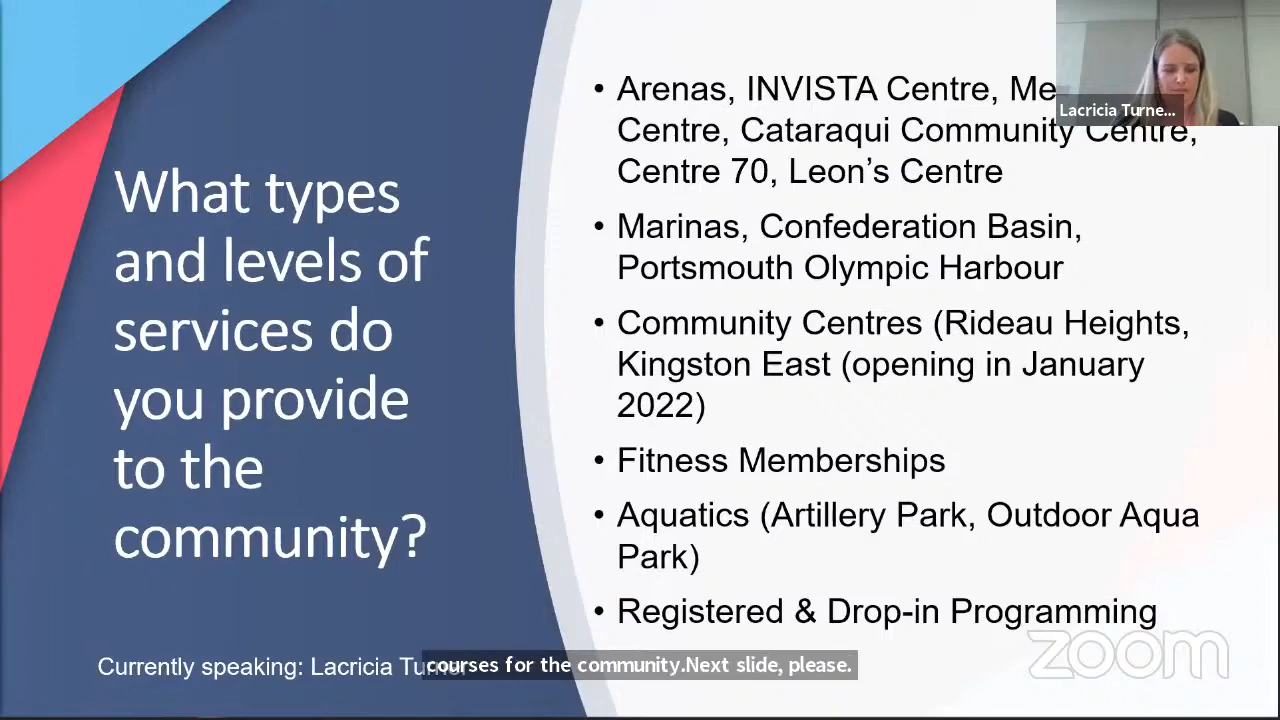 What types
and levels of
services do
you provide
to the
community?
• Arenas, INVISTA Centre,
Centre, Cataraqui Community Centre,
Centre 70, Leon’s Centre
• Marinas, Confederation Basin,
Portsmouth Olympic Harbour
• Community Centres (Rideau Heights,
Kingston East (opening in January
2022)
• Fitness Memberships
• Aquatics (Artillery Park, Outdoor Aqua
Park)
• Registered & Drop-in Programming
Lacricia Turne...
Currently speaking: Lacricia Turner
courses for the community.Next slide, please.
zoom